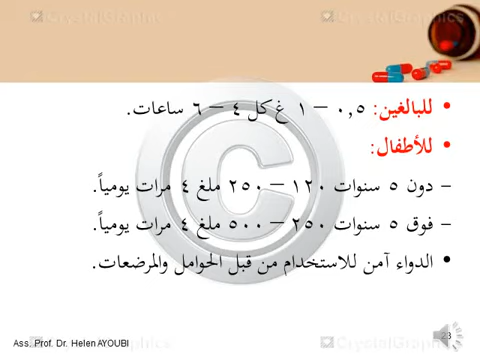 CrystalGraphics
• للبالغين: ٠,٥ – ١ غ كل ٤ – ٦ ساعات.
• للأطفال:
– دون ٥ سنوات ١٢٠ – ٢٥٠ ملغ ٤ مرات يومياً.
– فوق ٥ سنوات ٢٥٠ – ٥٠٠ ملغ ٤ مرات يومياً.
• الدواء آمن للاستخدام من قبل الحوامل والمرضعات.
Ass. Prof. Dr. Helen AYOUBI
CrystalGraphics